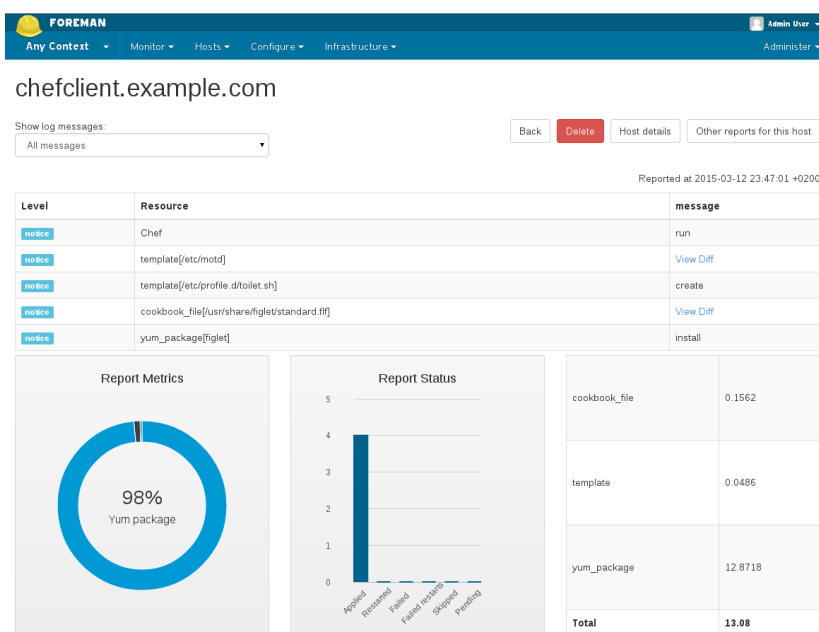 FOREMAN
Admin User
Any Context Monitor Hosts Configure Infrastructure Administer
chefclient.example.com
Show log messages:
All messages
Back Delete Host details Other reports for this host
Reported at 2015-03-12 23:47:01 +0200
Level Resource message
notice Chef run
notice template[/etc/motd] View Diff
notice template[/etc/profile.d/toilet.sh] create
notice cookbook_file[/usr/share/figlet/standard.flf] View Diff
notice yum_package[figlet] install
Report Metrics
98%
Yum package
Report Status
5
4
3
2
1
0
Applied Restarted Failed Failed restarts Skipped Pending
cookbook_file 0.1562
template 0.0486
yum_package 12.8718
Total 13.08